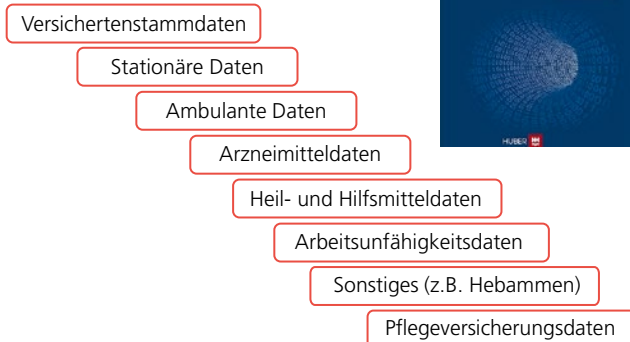 Versichertenstammdaten
Stationäre Daten
Ambulante Daten
Arzneimitteldaten
HUBER
Heil- und Hilfsmitteldaten
Arbeitsunfähigkeitsdaten
Sonstiges (z.B. Hebammen)
Pflegeversicherungsdaten